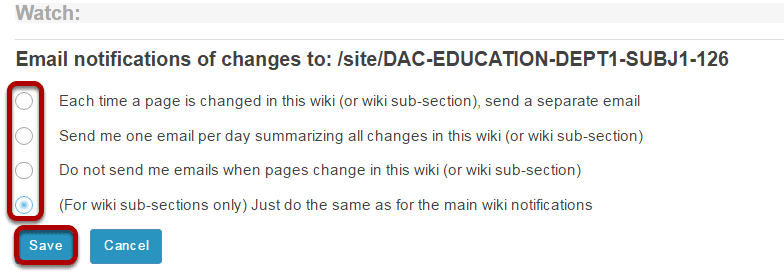 Watch:
Email notifications of changes to: /site/DAC-EDUCATION-DEPT1-SUBJ1-126
Each time a page is changed in this wiki (or wiki sub-section), send a separate email
Send me one email per day summarizing all changes in this wiki (or wiki sub-section)
Do not send me emails when pages change in this wiki (or wiki sub-section)
(For wiki sub-sections only) Just do the same as for the main wiki notifications
Save Cancel